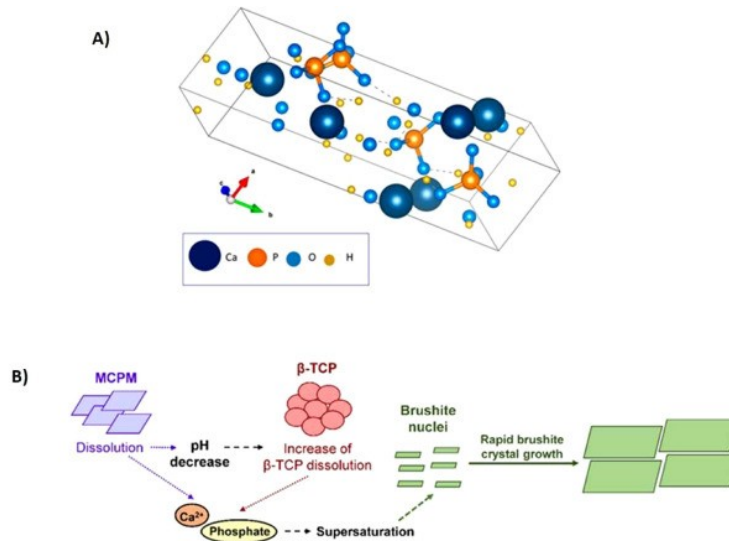 A)
c
a
b
Ca P O H
B)
MCPM
Dissolution
pH
decrease
β-TCP
Increase of
β-TCP dissolution
Ca²⁺
Phosphate
Supersaturation
Brushite
nuclei
Rapid brushite
crystal growth